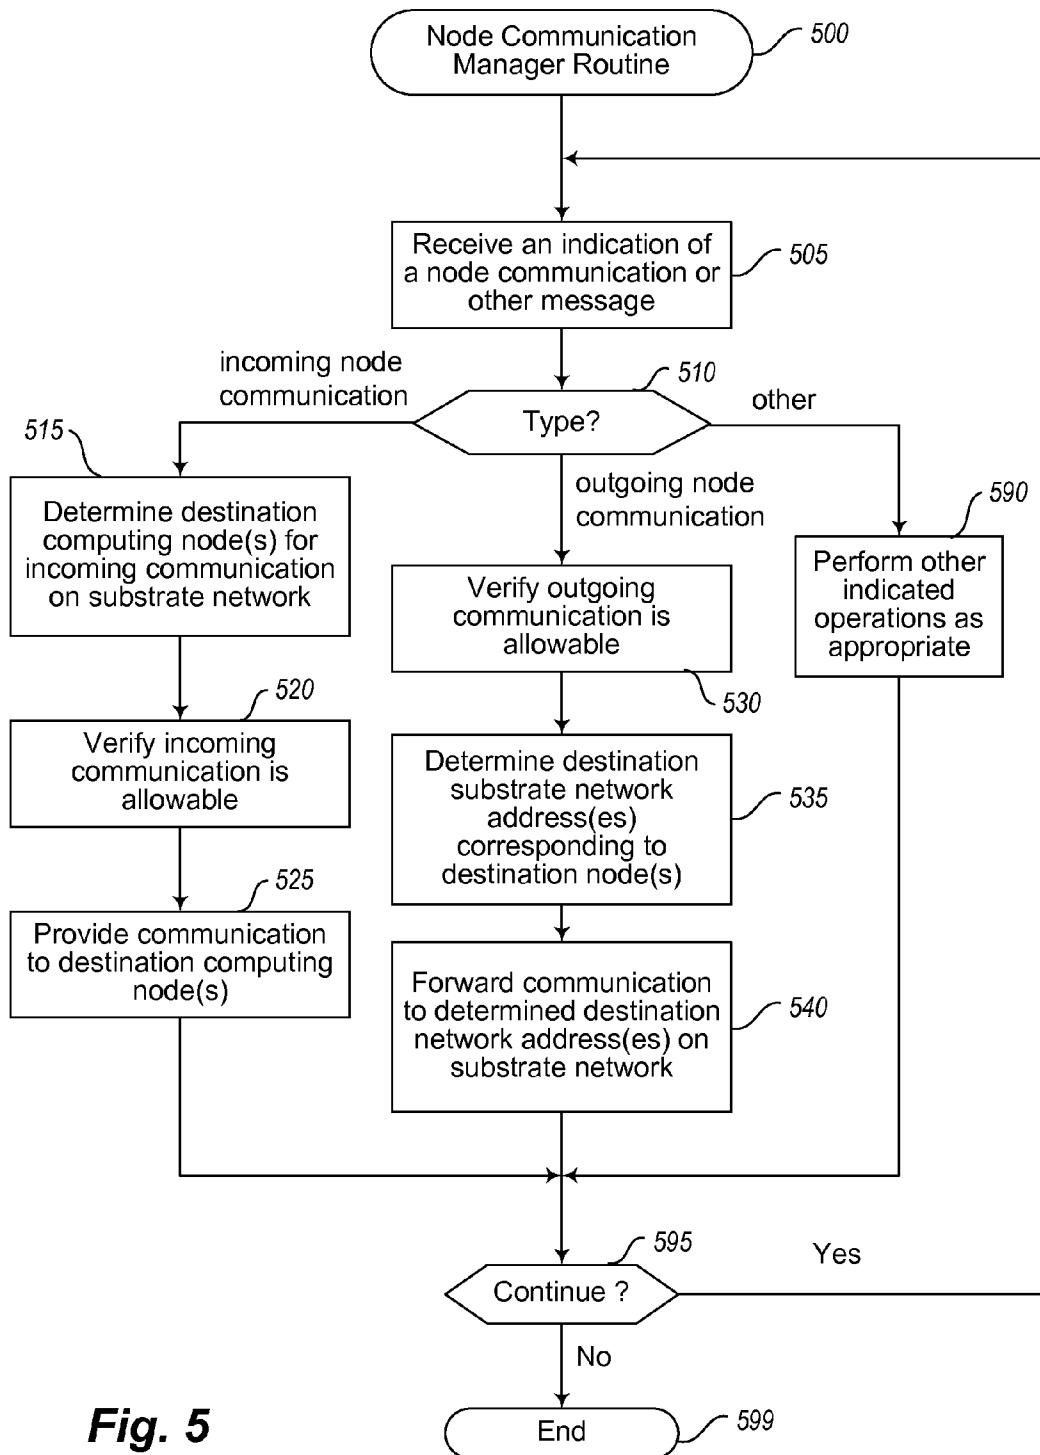 Node Communication
Manager Routine
500
Receive an indication of
a node communication or
other message
505
incoming node
communication
510
Type?
other
515
Determine destination
computing node(s) for
incoming communication
on substrate network
outgoing node
communication
590
Perform other
indicated
operations as
appropriate
Verify outgoing
communication is
allowable
530
520
Verify incoming
communication is
allowable
Determine destination
substrate network
address(es)
corresponding to
destination node(s)
535
525
Provide communication
to destination computing
node(s)
Forward communication
to determined destination
network address(es) on
substrate network
540
595
Continue ?
Yes
No
End
599
Fig. 5